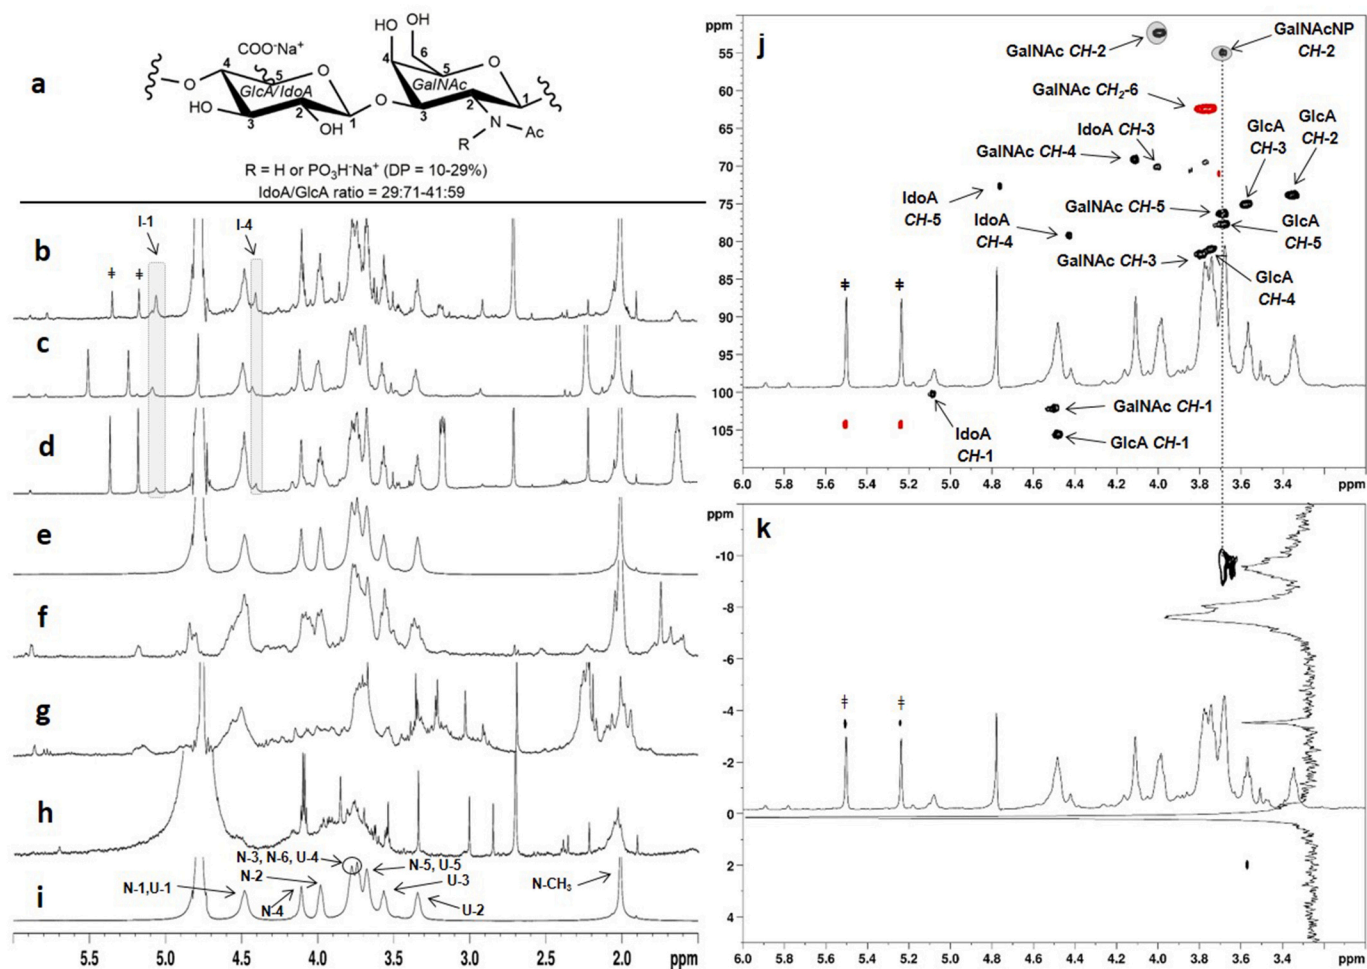 a
HO
OH
COO-Na⁺
4
5
O
GlcA/IdoA
HO
3
2
OH
1
O
4
6
5
O
GalNAc
3
2
1
O
N
Ac
R
R = H or PO₃H-Na⁺ (DP = 10-29%)
IdoA/GlcA ratio = 29:71-41:59
b
I-1
I-4
ǂ
ǂ
c
d
e
f
g
h
i
N-1,U-1
N-4
N-2
N-3, N-6, U-4
N-5, U-5
U-3
U-2
N-CH₃
5.5 5.0 4.5 4.0 3.5 3.0 2.5 2.0 ppm
ppm
55
60
65
70
75
80
85
90
95
100
105
j
GalNAc CH-2
GalNAcNP
CH-2
GalNAc CH₂-6
IdoA CH-3
GalNAc CH-4
GlcA
CH-3
GlcA
CH-2
IdoA
CH-5
IdoA
CH-4
GalNAc CH-5
GlcA
CH-5
GalNAc CH-3
GlcA
CH-4
ǂ
ǂ
IdoA
CH-1
GalNAc CH-1
GlcA CH-1
6.0 5.8 5.6 5.4 5.2 5.0 4.8 4.6 4.4 4.2 4.0 3.8 3.6 3.4 ppm
ppm
-10
-8
-6
-4
-2
0
2
4
k
ǂ
ǂ
6.0 5.8 5.6 5.4 5.2 5.0 4.8 4.6 4.4 4.2 4.0 3.8 3.6 3.4 ppm